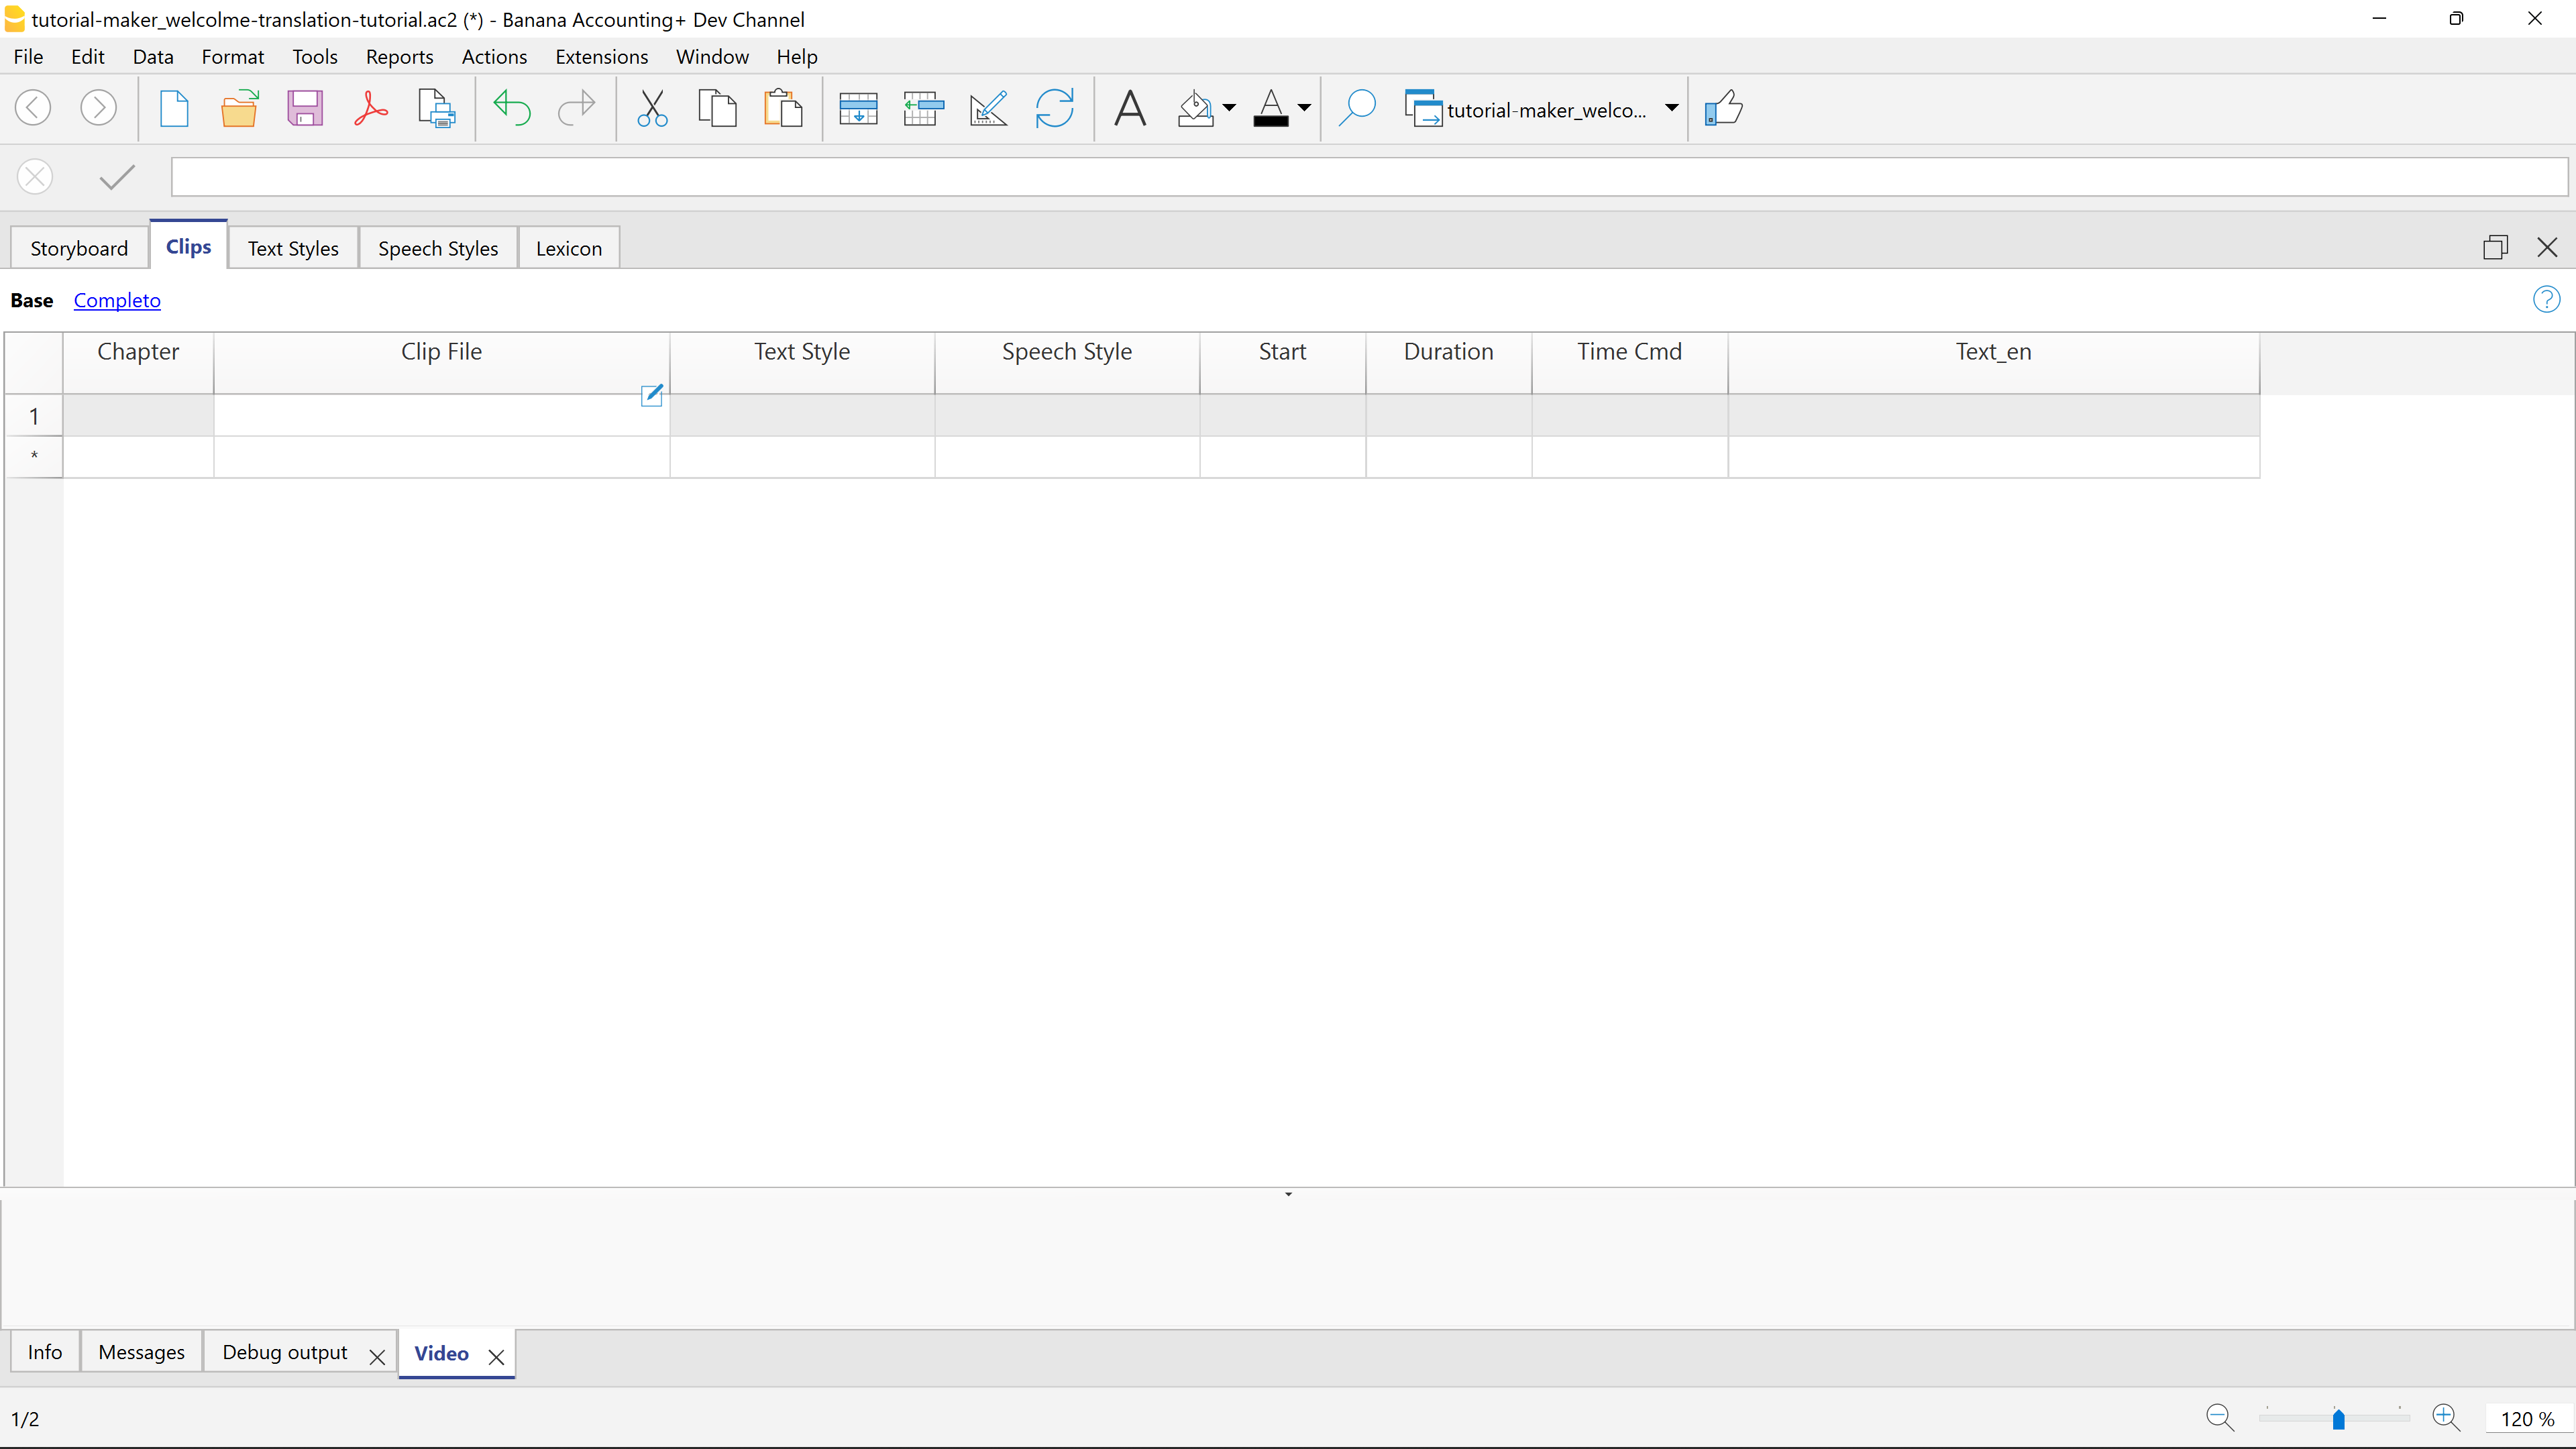 tutorial-maker_welcolme-translation-tutorial.ac2 (*) - Banana Accounting+ Dev Channel
File Edit Data Format Tools Reports Actions Extensions Window Help
tutorial-maker_welco...
Storyboard Clips Text Styles Speech Styles Lexicon
Base Completo
Chapter Clip File Text Style Speech Style Start Duration Time Cmd Text_en
1
*
Info Messages Debug output Video
1/2 120 %